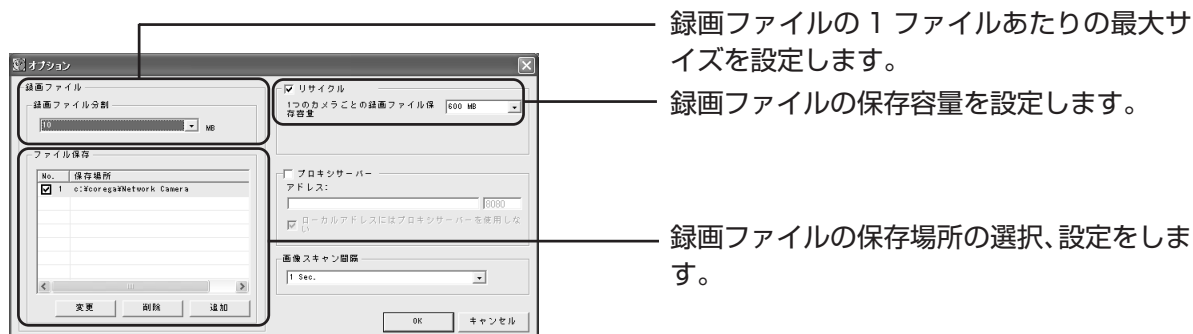 録画ファイルの 1 ファイルあたりの最大サ
イズを設定します。
録画ファイルの保存容量を設定します。
録画ファイルの保存場所の選択、設定をしま
す。
オプション
録画ファイル
録画ファイル分割
10
MB
ファイル保存
No. 保存場所
1 c:¥corega¥Network Camera
変更 削除 追加
リサイクル
1つのカメラごとの録画ファイル保
存容量
600 MB
プロキシサーバー
アドレス:
8080
ローカルアドレスにはプロキシサーバーを使用しな
い
画像スキャン間隔
1 Sec.
OK キャンセル